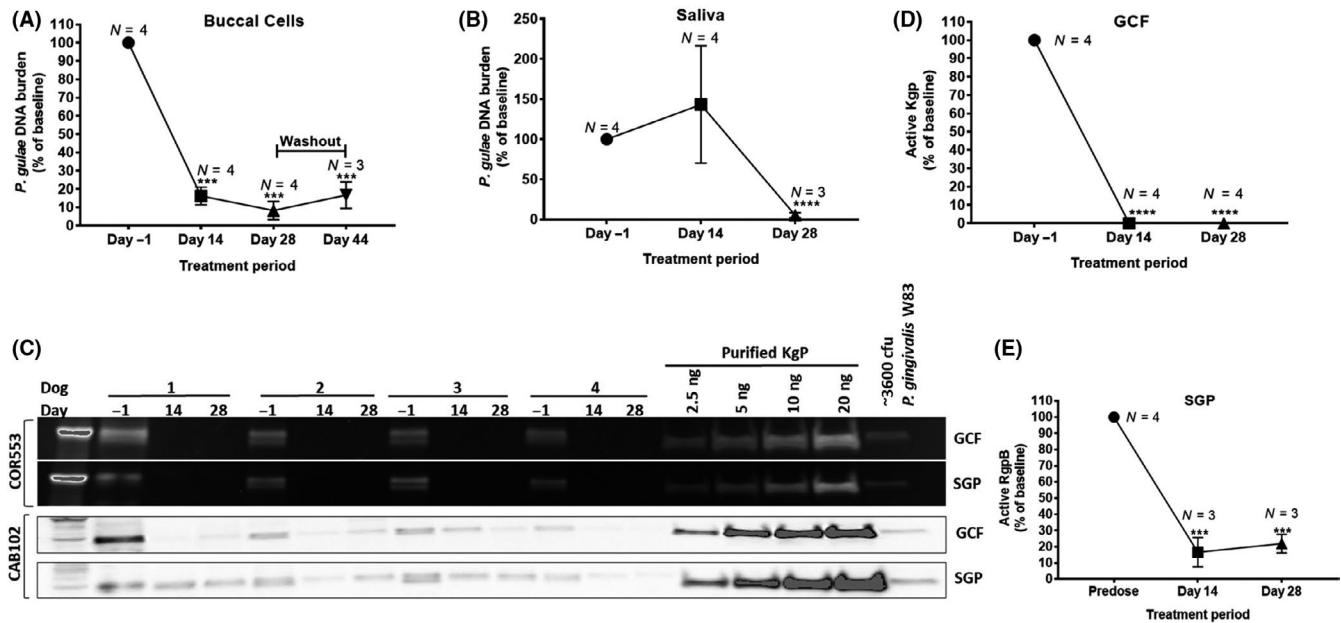 (A)
Buccal Cells
P. gulae DNA burden
(% of baseline)
110
100
90
80
70
60
50
40
30
20
10
0
N = 4
N = 4
***
N = 4
***
Washout
N = 3
***
Day –1
Day 14
Day 28
Day 44
Treatment period
(B)
Saliva
P. gulae DNA burden
(% of baseline)
250
200
150
100
50
0
N = 4
N = 4
N = 3
****
Day –1
Day 14
Day 28
Treatment period
(D)
GCF
Active Kgp
(% of baseline)
110
100
90
80
70
60
50
40
30
20
10
0
N = 4
N = 4
****
N = 4
****
Day –1
Day 14
Day 28
Treatment period
(C)
Purified KgP
Dog 1 2 3 4
Day –1 14 28 –1 14 28 –1 14 28 –1 14 28
2.5 ng
5 ng
10 ng
20 ng
~3600 cfu
P. gingivalis W83
COR553
GCF
SGP
CAB102
GCF
SGP
(E)
SGP
Active RgpB
(% of baseline)
110
100
90
80
70
60
50
40
30
20
10
0
N = 4
N = 3
***
N = 3
***
Predose
Day 14
Day 28
Treatment period